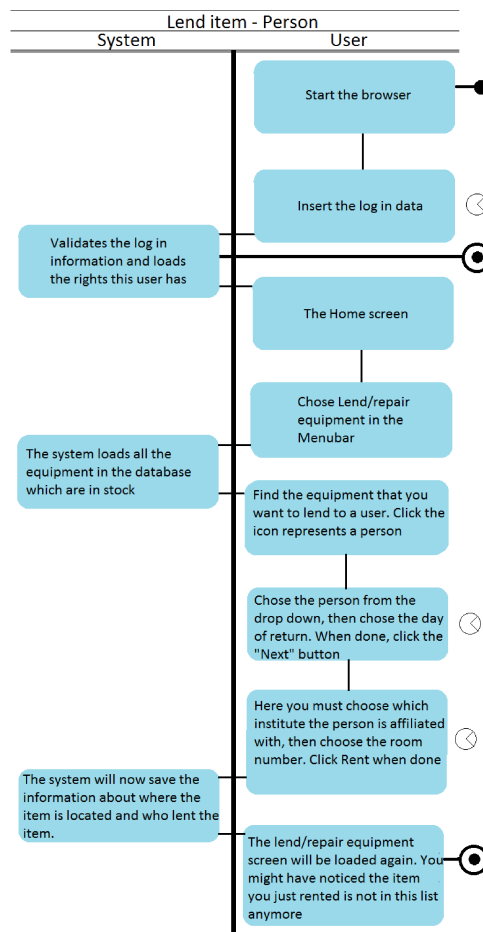 Lend item - Person
System
User
Start the browser
Insert the log in data
Validates the log in
information and loads
the rights this user has
The Home screen
Chose Lend/repair
equipment in the
Menubar
The system loads all the
equipment in the database
which are in stock
Find the equipment that you
want to lend to a user. Click the
icon represents a person
Chose the person from the
drop down, then chose the day
of return. When done, click the
"Next" button
Here you must choose which
institute the person is affiliated
with, then choose the room
number. Click Rent when done
The system will now save the
information about where the
item is located and who lent the
item.
The lend/repair equipment
screen will be loaded again. You
might have noticed the item
you just rented is not in this list
anymore